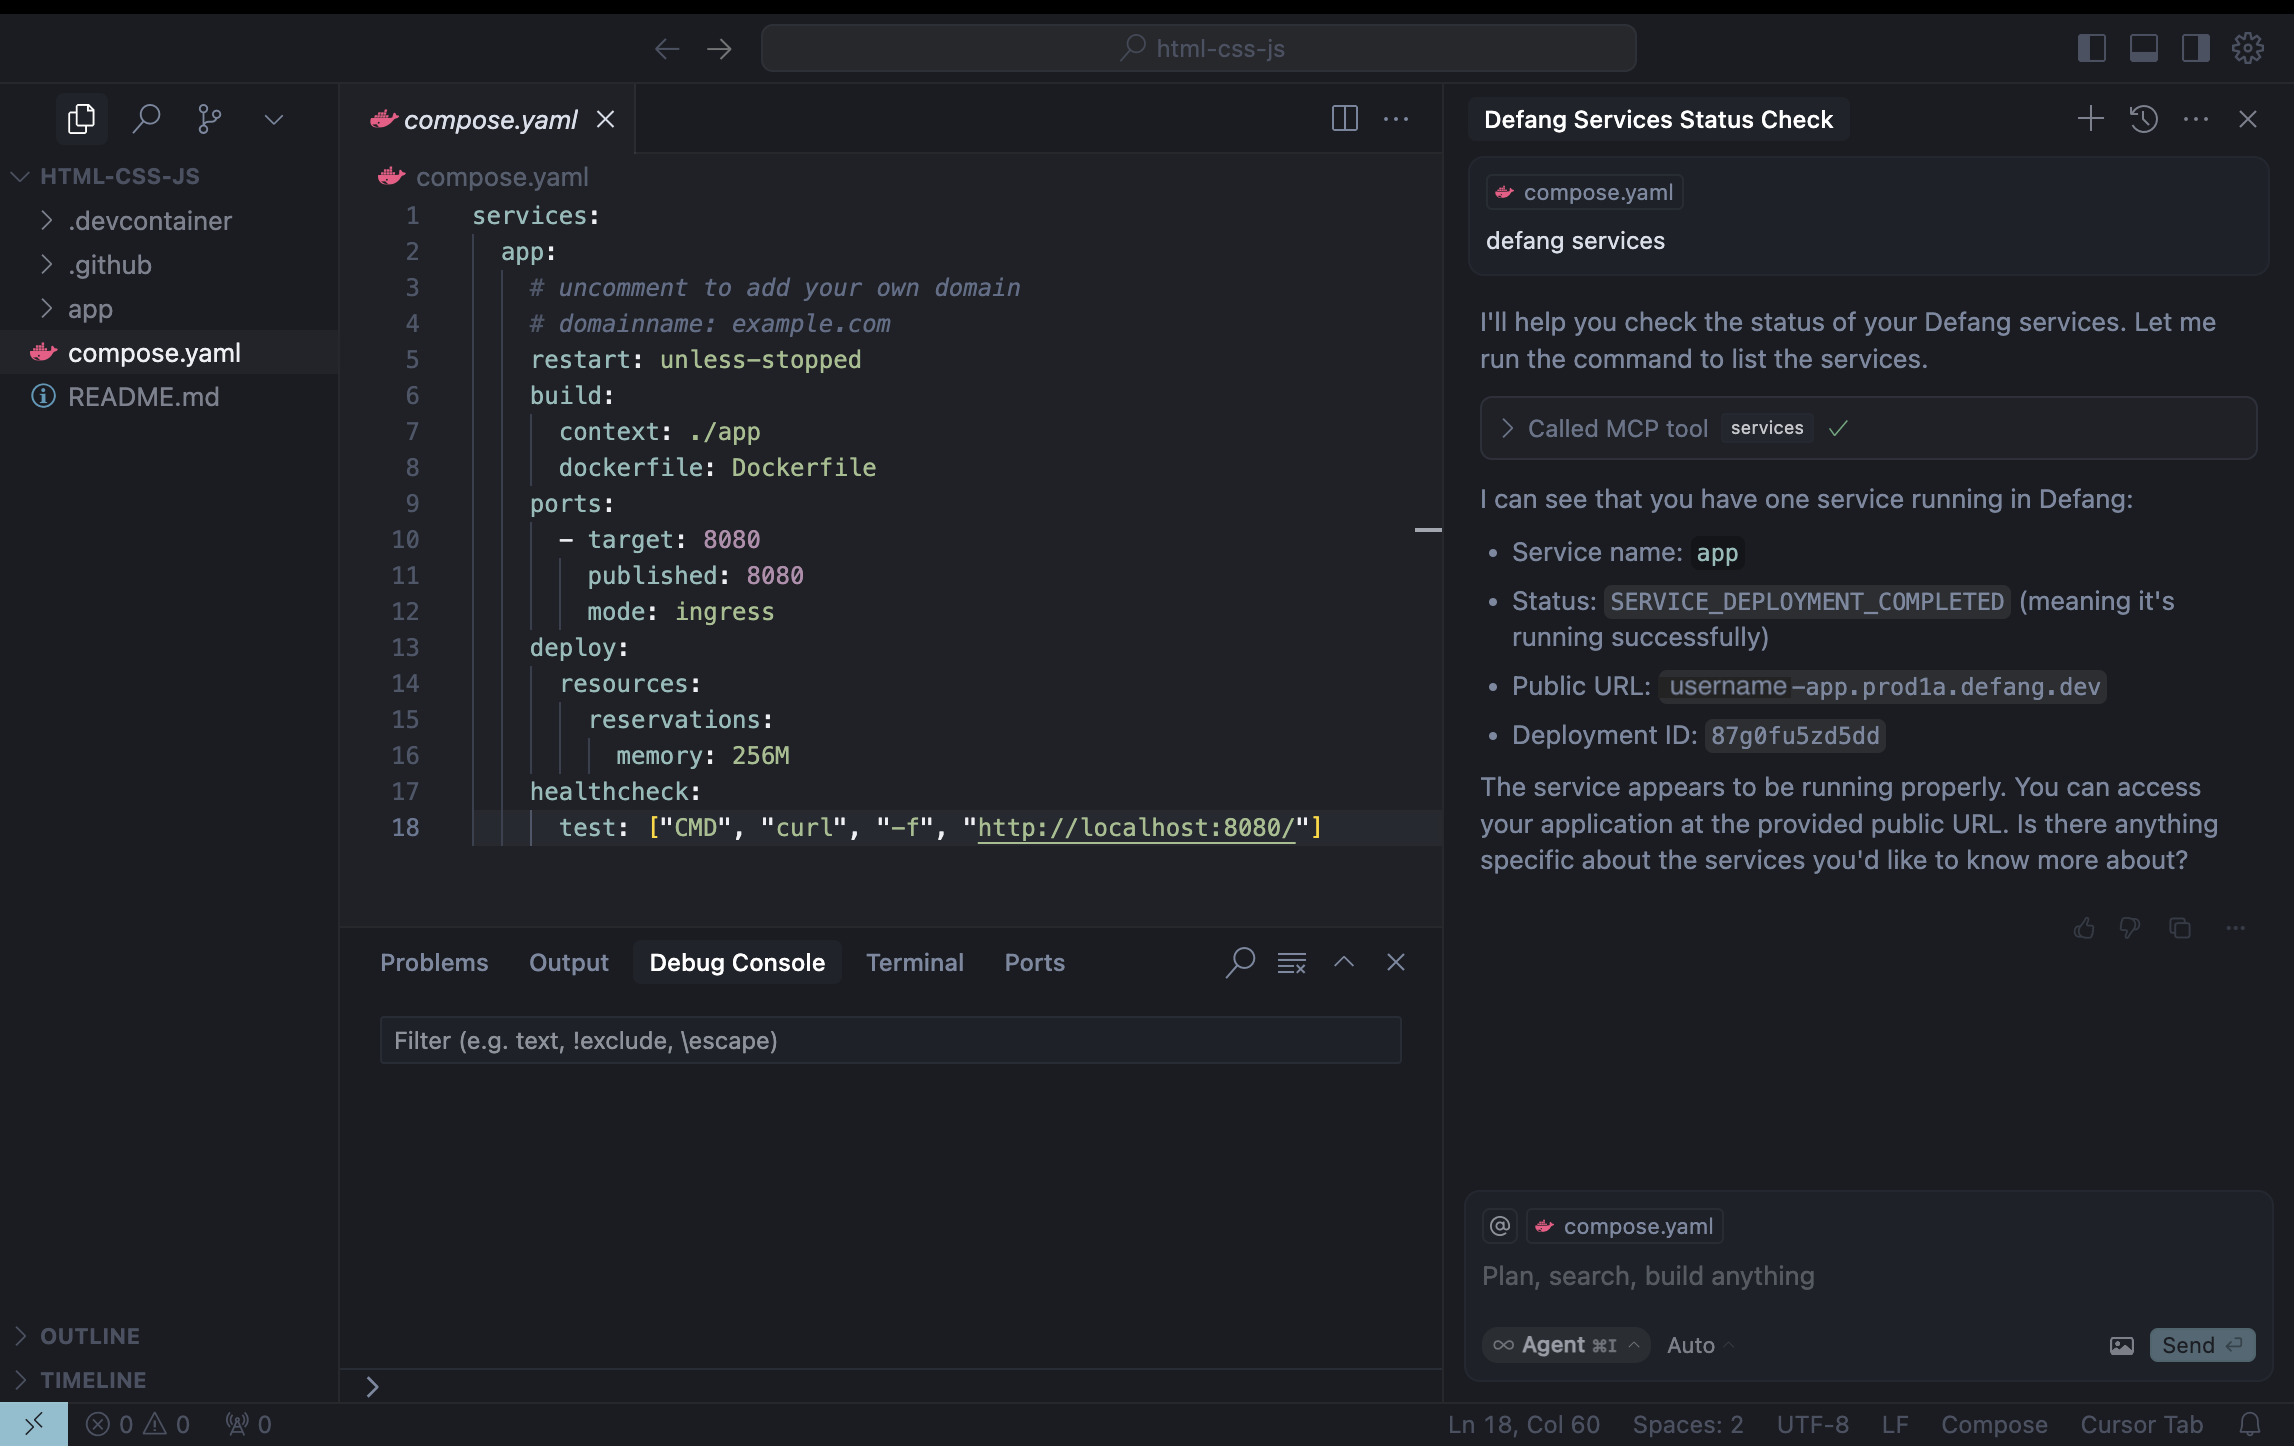 html-css-js
HTML-CSS-JS
.devcontainer
.github
app
compose.yaml
README.md
OUTLINE
TIMELINE
compose.yaml
compose.yaml
1 services:
2 app:
3 # uncomment to add your own domain
4 # domainname: example.com
5 restart: unless-stopped
6 build:
7 context: ./app
8 dockerfile: Dockerfile
9 ports:
10 - target: 8080
11 published: 8080
12 mode: ingress
13 deploy:
14 resources:
15 reservations:
16 memory: 256M
17 healthcheck:
18 test: ["CMD", "curl", "-f", "http://localhost:8080/"]
Problems Output Debug Console Terminal Ports
Filter (e.g. text, !exclude, \escape)
Defang Services Status Check
compose.yaml
defang services
I'll help you check the status of your Defang services. Let me
run the command to list the services.
Called MCP tool services
I can see that you have one service running in Defang:
• Service name: app
• Status: SERVICE_DEPLOYMENT_COMPLETED (meaning it's
running successfully)
• Public URL: username-app.prod1a.defang.dev
• Deployment ID: 87g0fu5zd5dd
The service appears to be running properly. You can access
your application at the provided public URL. Is there anything
specific about the services you'd like to know more about?
@ compose.yaml
Plan, search, build anything
Agent ⌘I Auto Send
0 0 0 Ln 18, Col 60 Spaces: 2 UTF-8 LF Compose Cursor Tab